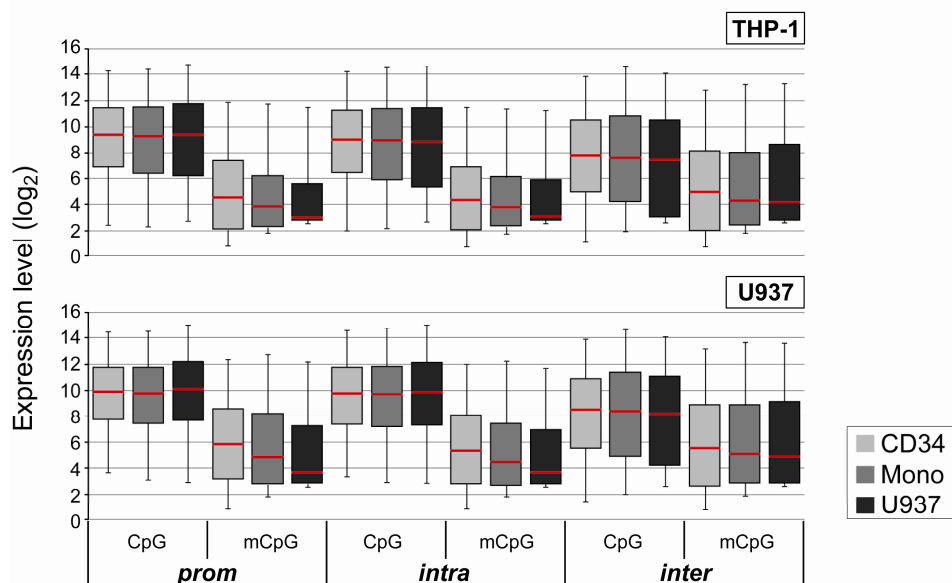 THP-1
16
14
12
10
8
6
4
2
0
U937
16
14
12
10
8
6
4
2
0
Expression level (log2)
CD34
Mono
U937
CpG mCpG CpG mCpG CpG mCpG
prom intra inter